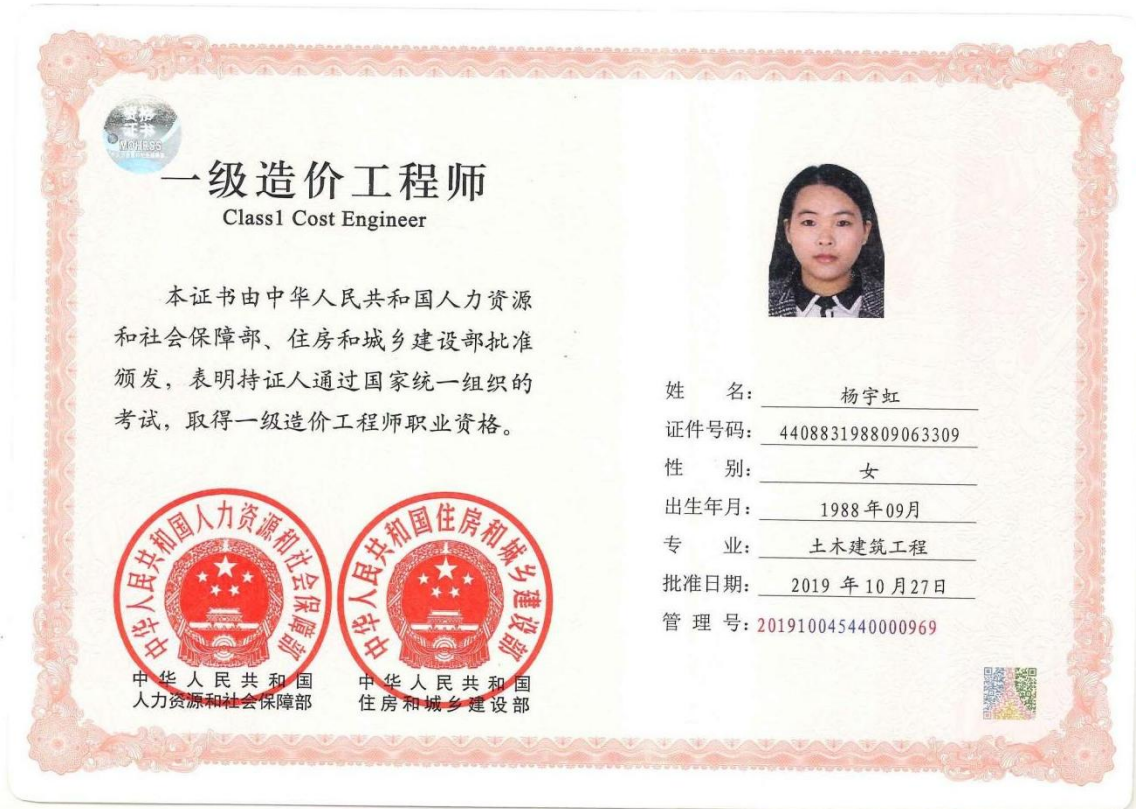 资格
证书
MOHRSS
一级造价工程师
Class1 Cost Engineer
本证书由中华人民共和国人力资源
和社会保障部、住房和城乡建设部批准
颁发，表明持证人通过国家统一组织的
考试，取得一级造价工程师职业资格。
中华人民共和国人力资源和社会保障部
中华人民共和国
人力资源和社会保障部
中华人民共和国住房和城乡建设部
中华人民共和国
住房和城乡建设部
姓 名：杨宇虹
证件号码：440883198809063309
性 别：女
出生年月：1988年09月
专 业：土木建筑工程
批准日期：2019 年 10 月27日
管 理 号：201910045440000969